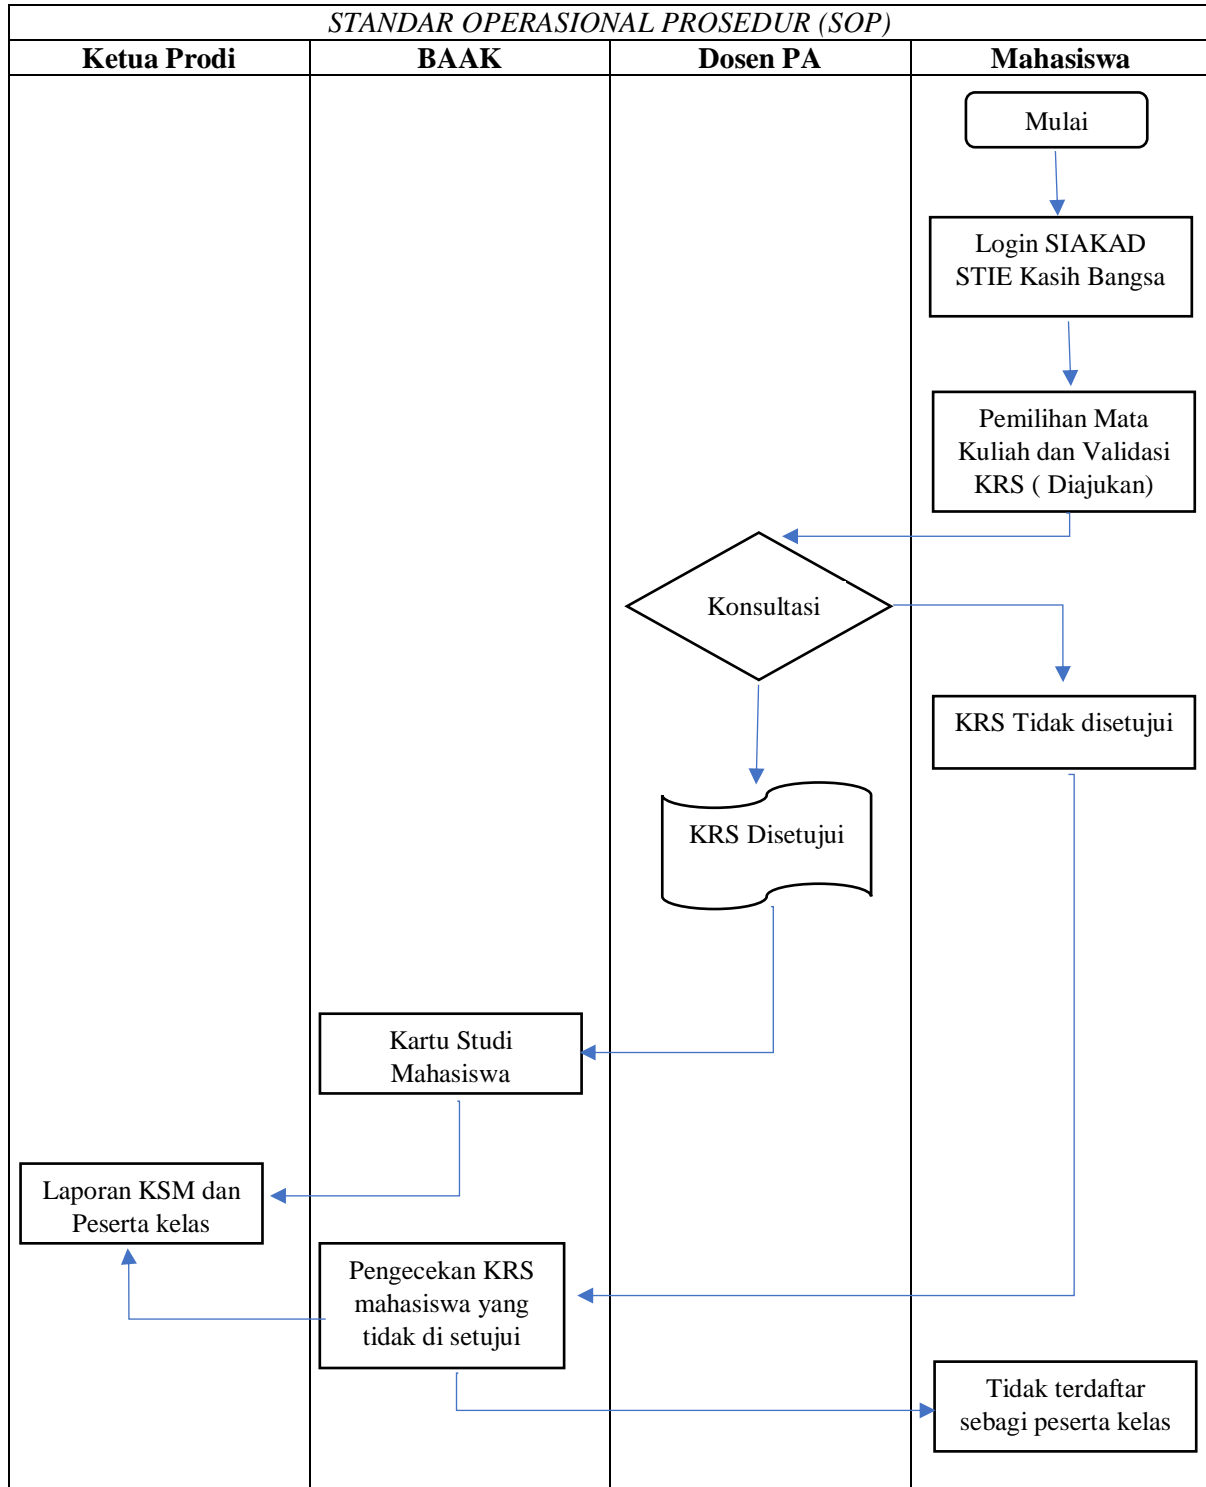 STANDAR OPERASIONAL PROSEDUR (SOP)
Ketua Prodi
BAAK
Dosen PA
Mahasiswa
Mulai
Login SIAKAD
STIE Kasih Bangsa
Pemilihan Mata
Kuliah dan Validasi
KRS ( Diajukan)
Konsultasi
KRS Tidak disetujui
KRS Disetujui
Kartu Studi
Mahasiswa
Laporan KSM dan
Peserta kelas
Pengecekan KRS
mahasiswa yang
tidak di setujui
Tidak terdaftar
sebagi peserta kelas